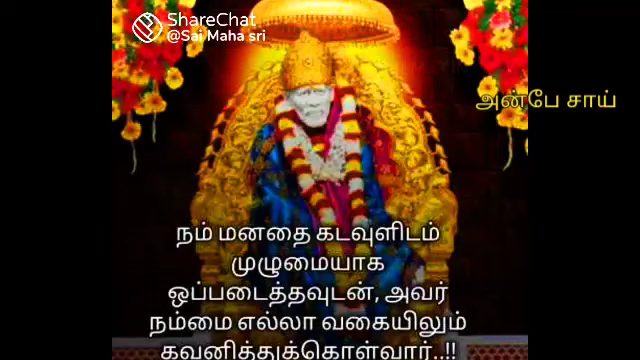 ShareChat
@Sai Maha sri
அன்பே சாய்
நம் மனதை கடவுளிடம்
முழுமையாக
ஒப்படைத்தவுடன், அவர்
நம்மை எல்லா வகையிலும்
கவனித்துக்கொள்வார்..!!